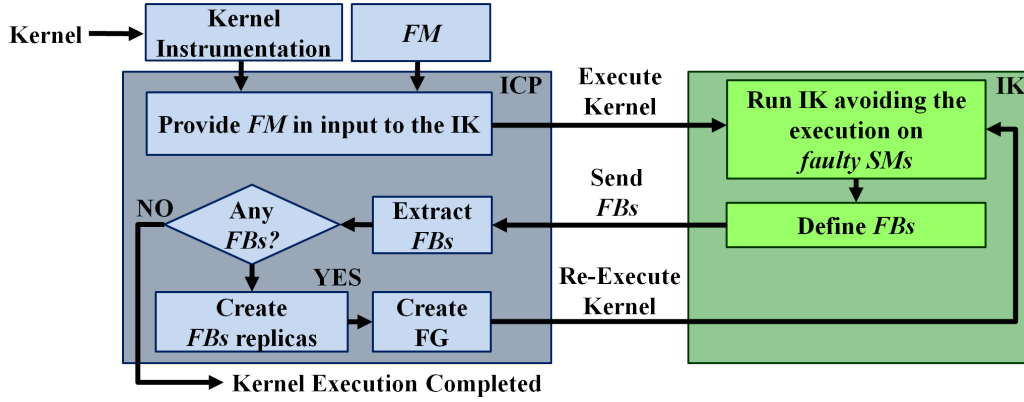 Kernel
Kernel
Instrumentation
FM
ICP
Provide FM in input to the IK
Execute
Kernel
IK
Run IK avoiding the
execution on
faulty SMs
Define FBs
Send
FBs
Extract
FBs
Any
FBs?
NO
YES
Create
FBs replicas
Create
FG
Re-Execute
Kernel
Kernel Execution Completed